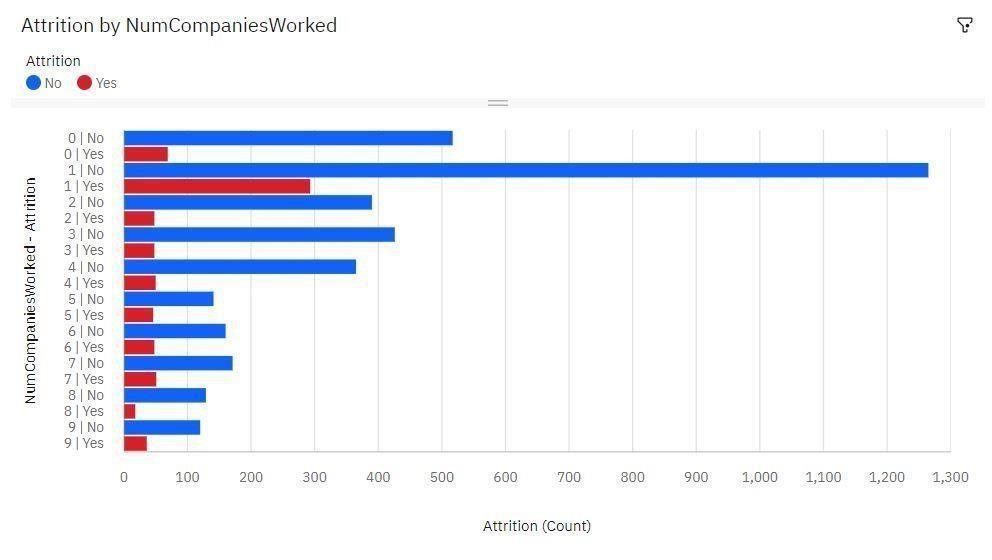 Attrition by NumCompaniesWorked
Attrition
No Yes
NumCompaniesWorked - Attrition
0 | No
0 | Yes
1 | No
1 | Yes
2 | No
2 | Yes
3 | No
3 | Yes
4 | No
4 | Yes
5 | No
5 | Yes
6 | No
6 | Yes
7 | No
7 | Yes
8 | No
8 | Yes
9 | No
9 | Yes
0 100 200 300 400 500 600 700 800 900 1,000 1,100 1,200 1,300
Attrition (Count)